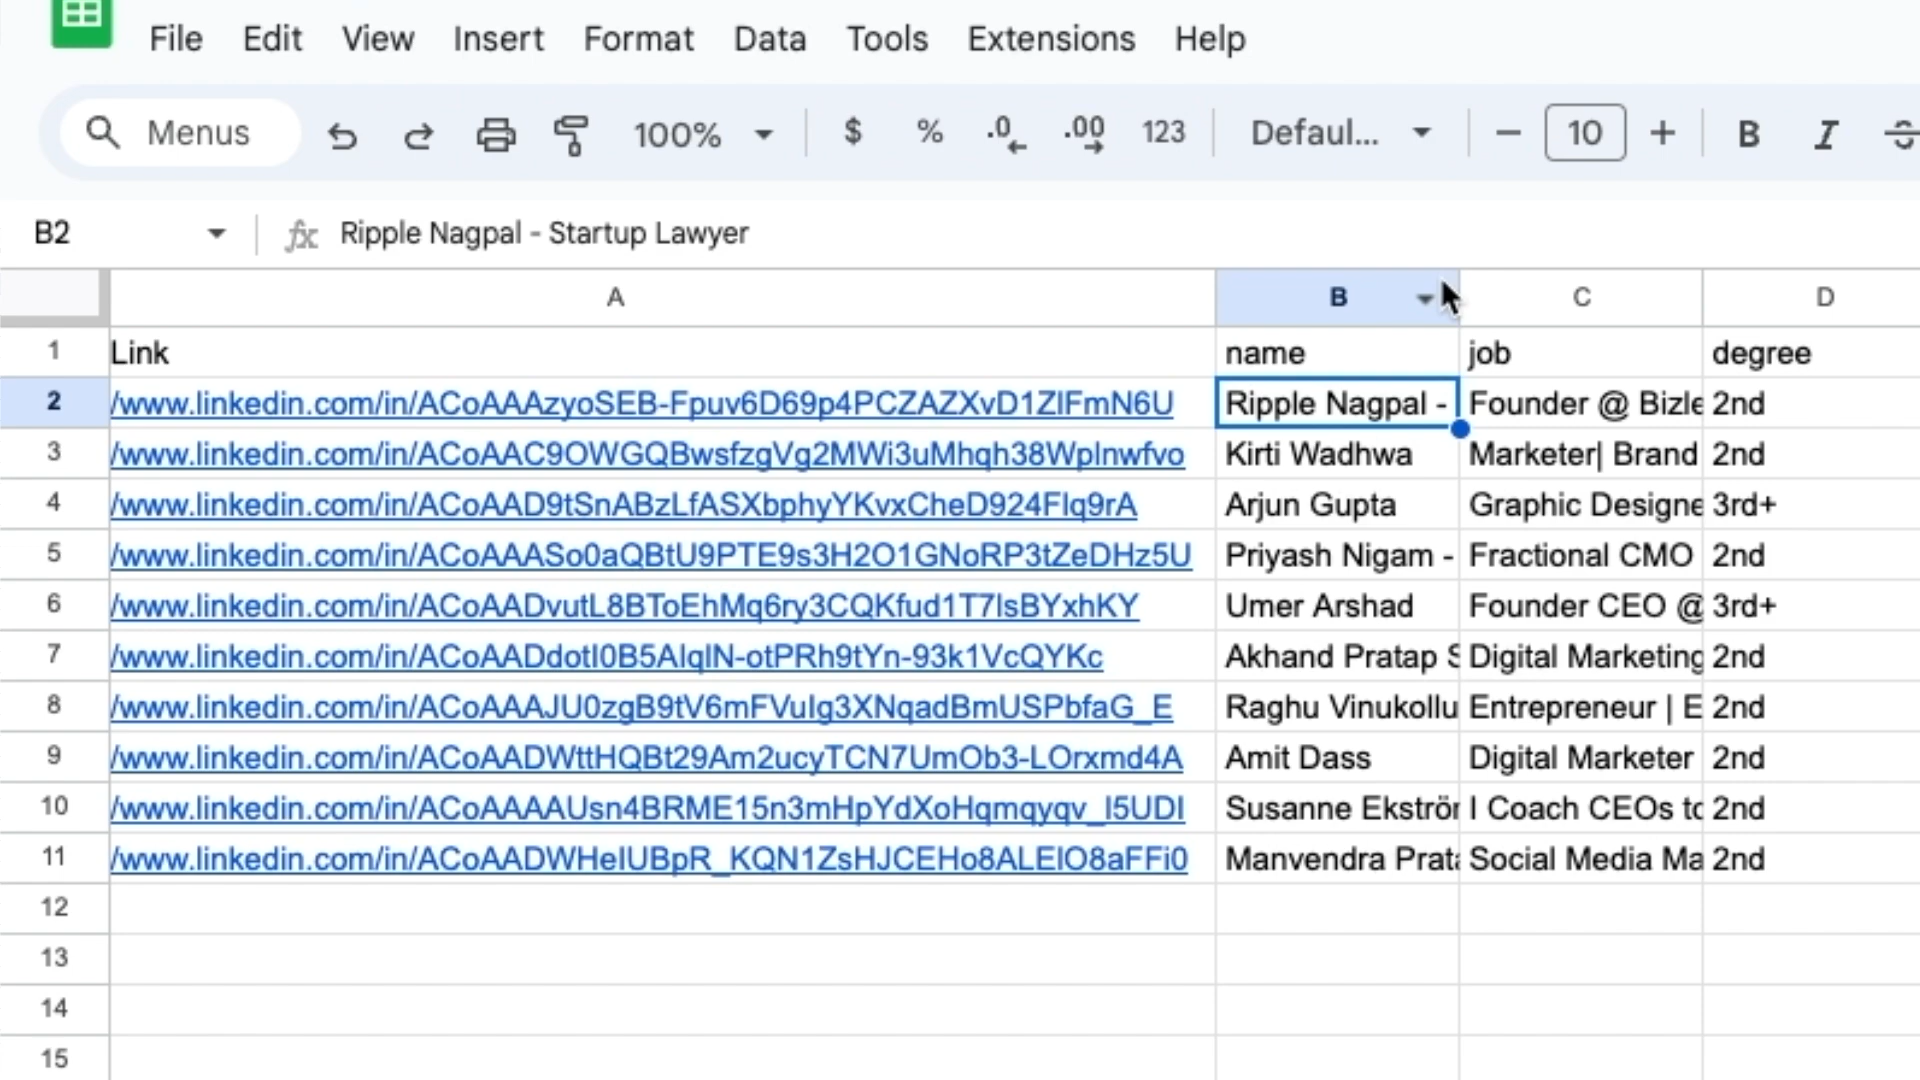 File Edit View Insert Format Data Tools Extensions Help
Menus 100% $ % .0 .00 123 Defaul... 10 B I S
B2 fx Ripple Nagpal - Startup Lawyer
A B C D
1 Link name job degree
2 /www.linkedin.com/in/ACoAAAzyoSEB-Fpuv6D69p4PCZAZXvD1ZlFmN6U Ripple Nagpal - Founder @ Bizle 2nd
3 /www.linkedin.com/in/ACoAAC9OWGQBwsfzgVg2MWi3uMhqh38Wplnwfvo Kirti Wadhwa Marketer| Brand 2nd
4 /www.linkedin.com/in/ACoAAD9tSnABzLfASXbphyYKvxCheD924Flq9rA Arjun Gupta Graphic Designe 3rd+
5 /www.linkedin.com/in/ACoAAASo0aQBtU9PTE9s3H2O1GNoRP3tZeDHz5U Priyash Nigam - Fractional CMO 2nd
6 /www.linkedin.com/in/ACoAADvutL8BToEhMq6ry3CQKfud1T7lsBYxhKY Umer Arshad Founder CEO @ 3rd+
7 /www.linkedin.com/in/ACoAADdotI0B5AlqlN-otPRh9tYn-93k1VcQYKc Akhand Pratap S Digital Marketing 2nd
8 /www.linkedin.com/in/ACoAAAJU0zgB9tV6mFVuIg3XNqadBmUSPbfaG_E Raghu Vinukollu Entrepreneur | E 2nd
9 /www.linkedin.com/in/ACoAADWttHQBt29Am2ucyTCN7UmOb3-LOrxmd4A Amit Dass Digital Marketer 2nd
10 /www.linkedin.com/in/ACoAAAAUsn4BRME15n3mHpYdXoHqmqyqv_I5UDI Susanne Ekström I Coach CEOs to 2nd
11 /www.linkedin.com/in/ACoAADWHeIUBpR_KQN1ZsHJCEHo8ALEIO8aFFi0 Manvendra Prata Social Media Ma 2nd
12
13
14
15